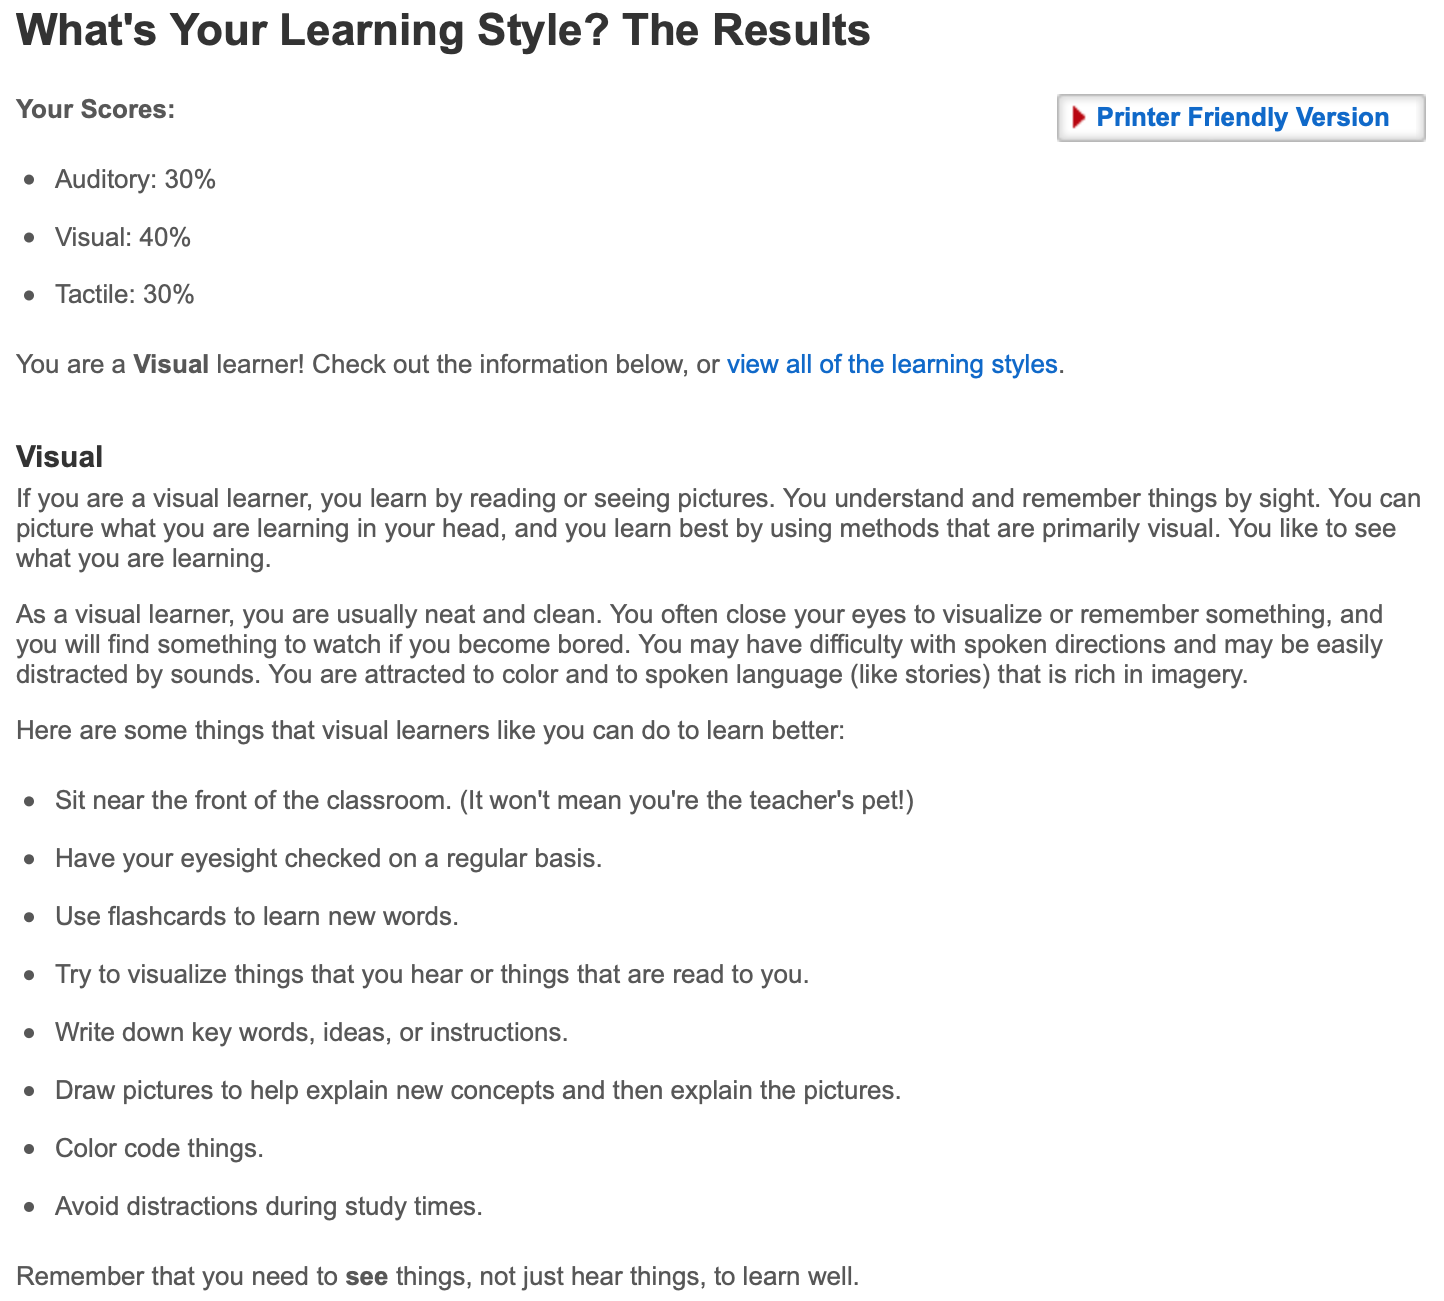 What's Your Learning Style? The Results
Your Scores:
Printer Friendly Version
Auditory: 30%
Visual: 40%
Tactile: 30%
You are a Visual learner! Check out the information below, or view all of the learning styles.
Visual
If you are a visual learner, you learn by reading or seeing pictures. You understand and remember things by sight. You can
picture what you are learning in your head, and you learn best by using methods that are primarily visual. You like to see
what you are learning.
As a visual learner, you are usually neat and clean. You often close your eyes to visualize or remember something, and
you will find something to watch if you become bored. You may have difficulty with spoken directions and may be easily
distracted by sounds. You are attracted to color and to spoken language (like stories) that is rich in imagery.
Here are some things that visual learners like you can do to learn better:
Sit near the front of the classroom. (It won't mean you're the teacher's pet!)
Have your eyesight checked on a regular basis.
Use flashcards to learn new words.
Try to visualize things that you hear or things that are read to you.
Write down key words, ideas, or instructions.
Draw pictures to help explain new concepts and then explain the pictures.
Color code things.
Avoid distractions during study times.
Remember that you need to see things, not just hear things, to learn well.